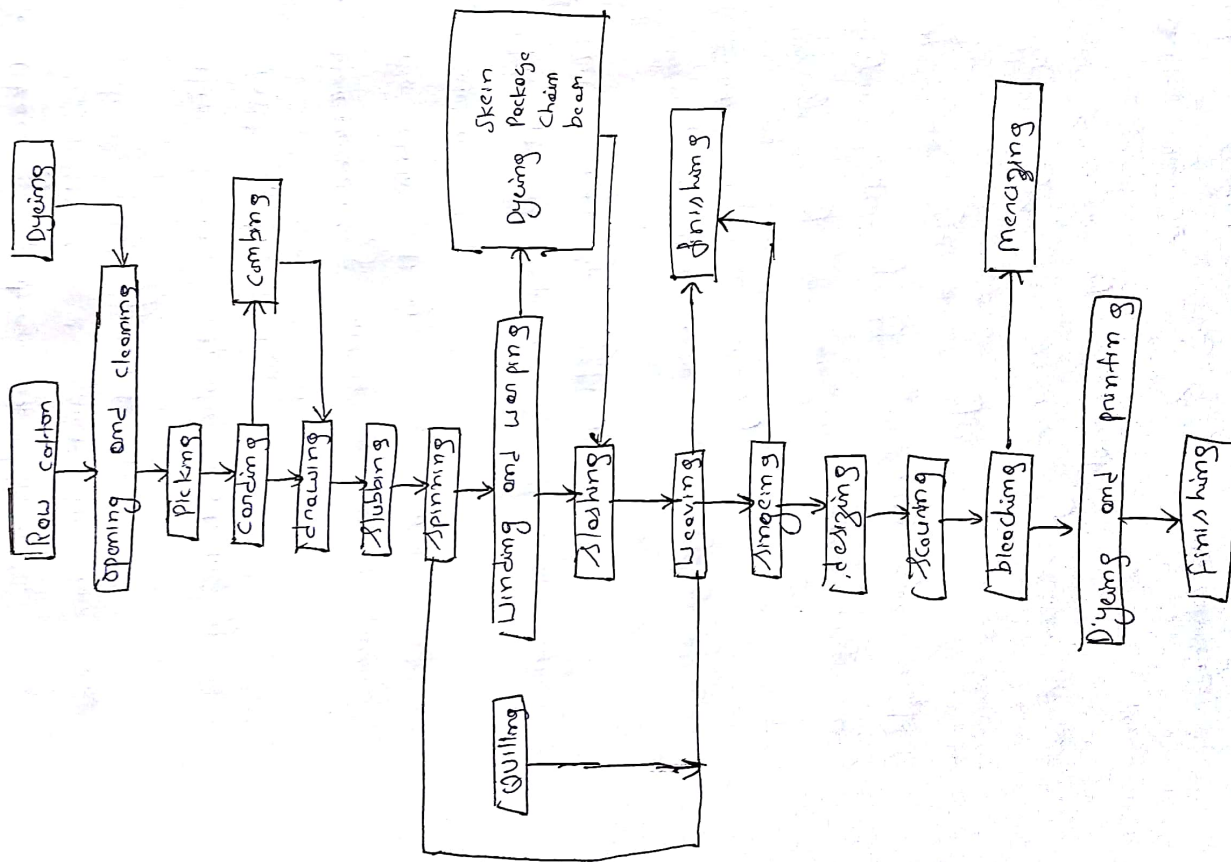 Row cotton
Dyeing
Opening and cleaning
Picking
carding
combing
drawing
Slubbing
Spinning
Winding and warping
Dyeing
Skein
Package
Chain
beam
QUilling
Slashing
Weaving
finishing
singeing
desizing
Scouring
bleaching
Mercizing
Dyeing and printing
finishing